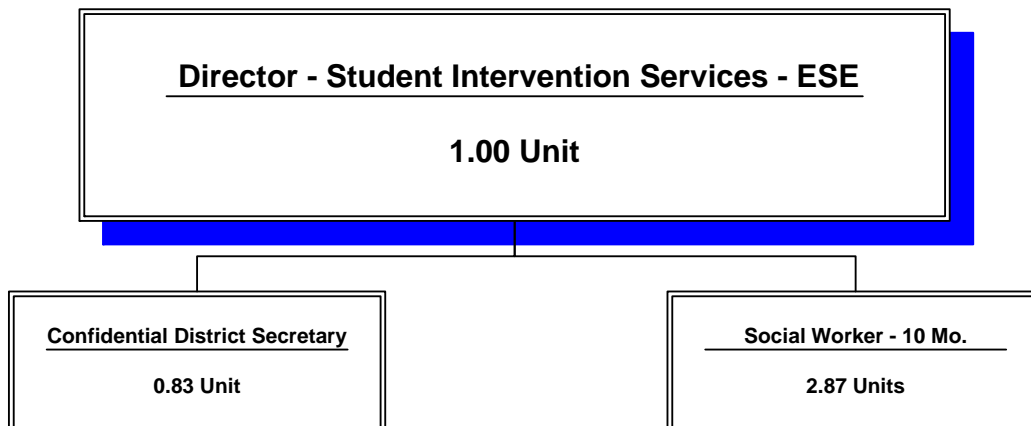 Director - Student Intervention Services - ESE
1.00 Unit
Confidential District Secretary
0.83 Unit
Social Worker - 10 Mo.
2.87 Units